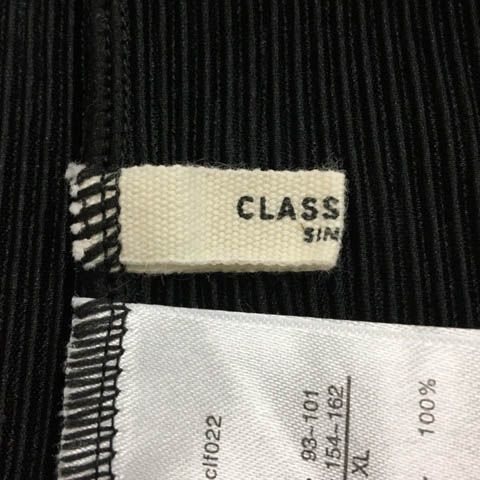 CLASS
SIN
clf022
93-101
154-162
XL
100%